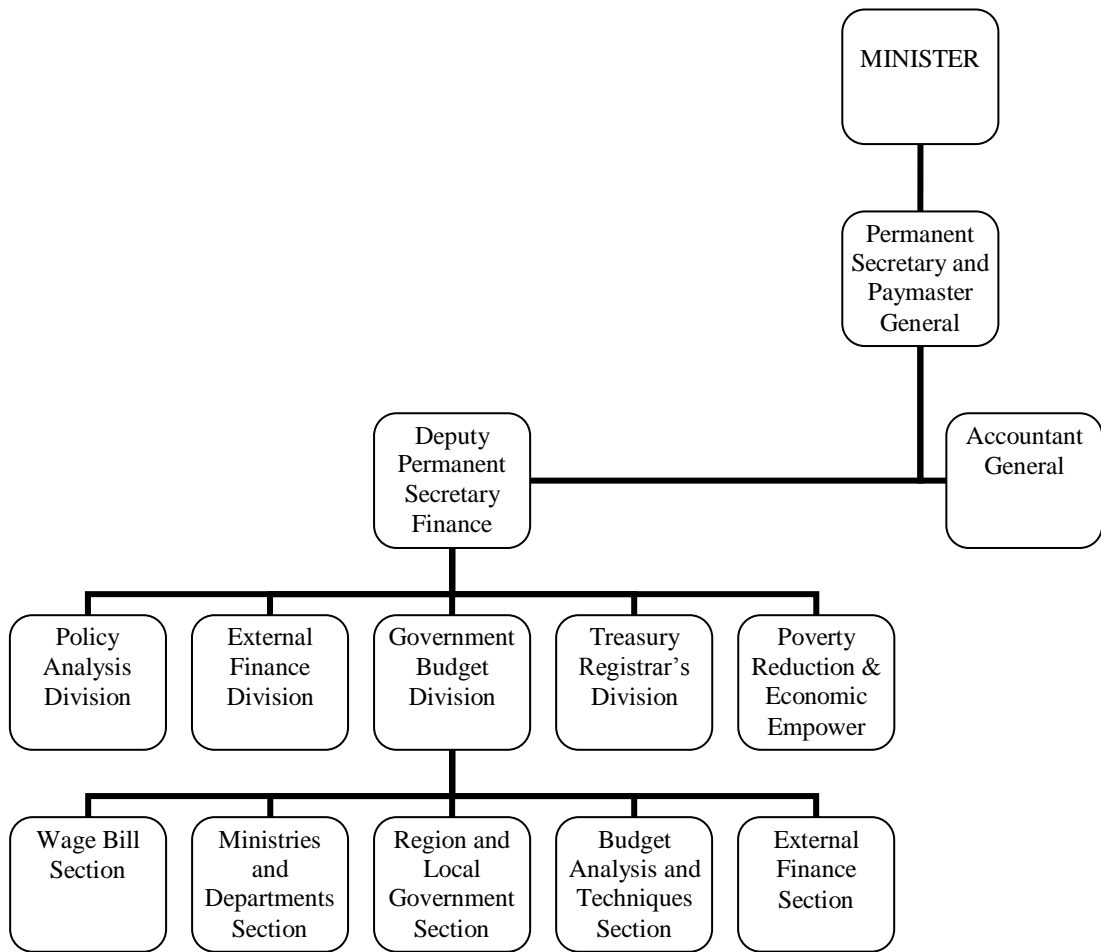 MINISTER
Permanent
Secretary and
Paymaster
General
Deputy
Permanent
Secretary
Finance
Accountant
General
Policy
Analysis
Division
External
Finance
Division
Government
Budget
Division
Treasury
Registrar’s
Division
Poverty
Reduction &
Economic
Empower
Wage Bill
Section
Ministries
and
Departments
Section
Region and
Local
Government
Section
Budget
Analysis and
Techniques
Section
External
Finance
Section